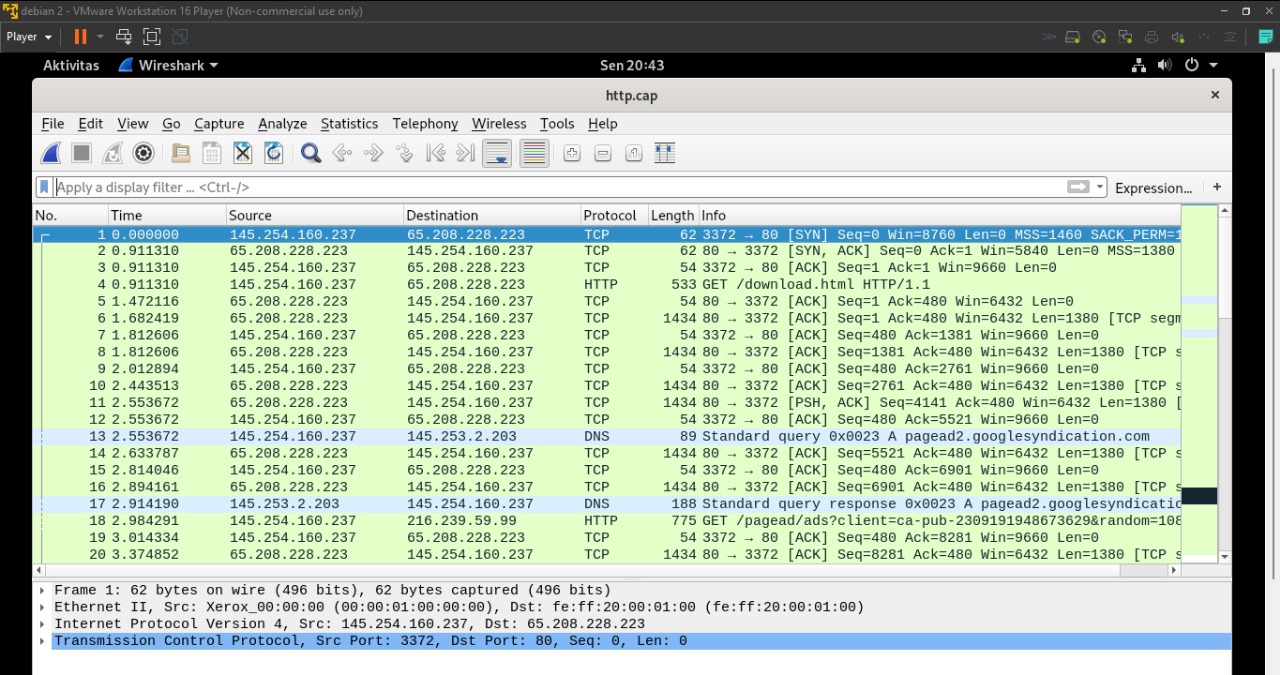 debian 2 - VMware Workstation 16 Player (Non-commercial use only)
Player
Aktivitas Wireshark Sen 20:43
http.cap
File Edit View Go Capture Analyze Statistics Telephony Wireless Tools Help
Apply a display filter ... <Ctrl-/> Expression... +
No. Time Source Destination Protocol Length Info
1 0.000000 145.254.160.237 65.208.228.223 TCP 62 3372 → 80 [SYN] Seq=0 Win=8760 Len=0 MSS=1460 SACK_PERM=1
2 0.911310 65.208.228.223 145.254.160.237 TCP 62 80 → 3372 [SYN, ACK] Seq=0 Ack=1 Win=5840 Len=0 MSS=1380
3 0.911310 145.254.160.237 65.208.228.223 TCP 54 3372 → 80 [ACK] Seq=1 Ack=1 Win=9660 Len=0
4 0.911310 145.254.160.237 65.208.228.223 HTTP 533 GET /download.html HTTP/1.1
5 1.472116 65.208.228.223 145.254.160.237 TCP 54 80 → 3372 [ACK] Seq=1 Ack=480 Win=6432 Len=0
6 1.682419 65.208.228.223 145.254.160.237 TCP 1434 80 → 3372 [ACK] Seq=1 Ack=480 Win=6432 Len=1380 [TCP segm
7 1.812606 145.254.160.237 65.208.228.223 TCP 54 3372 → 80 [ACK] Seq=480 Ack=1381 Win=9660 Len=0
8 1.812606 65.208.228.223 145.254.160.237 TCP 1434 80 → 3372 [ACK] Seq=1381 Ack=480 Win=6432 Len=1380 [TCP s
9 2.012894 145.254.160.237 65.208.228.223 TCP 54 3372 → 80 [ACK] Seq=480 Ack=2761 Win=9660 Len=0
10 2.443513 65.208.228.223 145.254.160.237 TCP 1434 80 → 3372 [ACK] Seq=2761 Ack=480 Win=6432 Len=1380 [TCP s
11 2.553672 65.208.228.223 145.254.160.237 TCP 1434 80 → 3372 [PSH, ACK] Seq=4141 Ack=480 Win=6432 Len=1380 [
12 2.553672 145.254.160.237 65.208.228.223 TCP 54 3372 → 80 [ACK] Seq=480 Ack=5521 Win=9660 Len=0
13 2.553672 145.254.160.237 145.253.2.203 DNS 89 Standard query 0x0023 A pagead2.googlesyndication.com
14 2.633787 65.208.228.223 145.254.160.237 TCP 1434 80 → 3372 [ACK] Seq=5521 Ack=480 Win=6432 Len=1380 [TCP s
15 2.814046 145.254.160.237 65.208.228.223 TCP 54 3372 → 80 [ACK] Seq=480 Ack=6901 Win=9660 Len=0
16 2.894161 65.208.228.223 145.254.160.237 TCP 1434 80 → 3372 [ACK] Seq=6901 Ack=480 Win=6432 Len=1380 [TCP s
17 2.914190 145.253.2.203 145.254.160.237 DNS 188 Standard query response 0x0023 A pagead2.googlesyndicatio
18 2.984291 145.254.160.237 216.239.59.99 HTTP 775 GET /pagead/ads?client=ca-pub-2309191948673629&random=108
19 3.014334 145.254.160.237 65.208.228.223 TCP 54 3372 → 80 [ACK] Seq=480 Ack=8281 Win=9660 Len=0
20 3.374852 65.208.228.223 145.254.160.237 TCP 1434 80 → 3372 [ACK] Seq=8281 Ack=480 Win=6432 Len=1380 [TCP s
Frame 1: 62 bytes on wire (496 bits), 62 bytes captured (496 bits)
Ethernet II, Src: Xerox_00:00:00 (00:00:01:00:00:00), Dst: fe:ff:20:00:01:00 (fe:ff:20:00:01:00)
Internet Protocol Version 4, Src: 145.254.160.237, Dst: 65.208.228.223
Transmission Control Protocol, Src Port: 3372, Dst Port: 80, Seq: 0, Len: 0